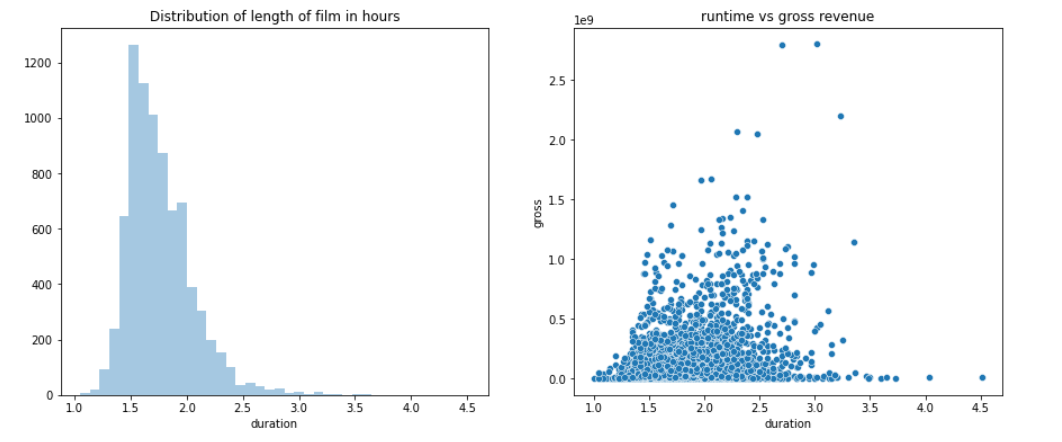 Distribution of length of film in hours
1200
1000
800
600
400
200
0
1.0 1.5 2.0 2.5 3.0 3.5 4.0 4.5
duration
runtime vs gross revenue
1e9
2.5
2.0
1.5
1.0
0.5
0.0
gross
1.0 1.5 2.0 2.5 3.0 3.5 4.0 4.5
duration